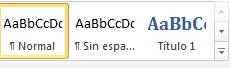 AaBbCcDc AaBbCcDc AaBbC
¶ Normal ¶ Sin espa... Título 1